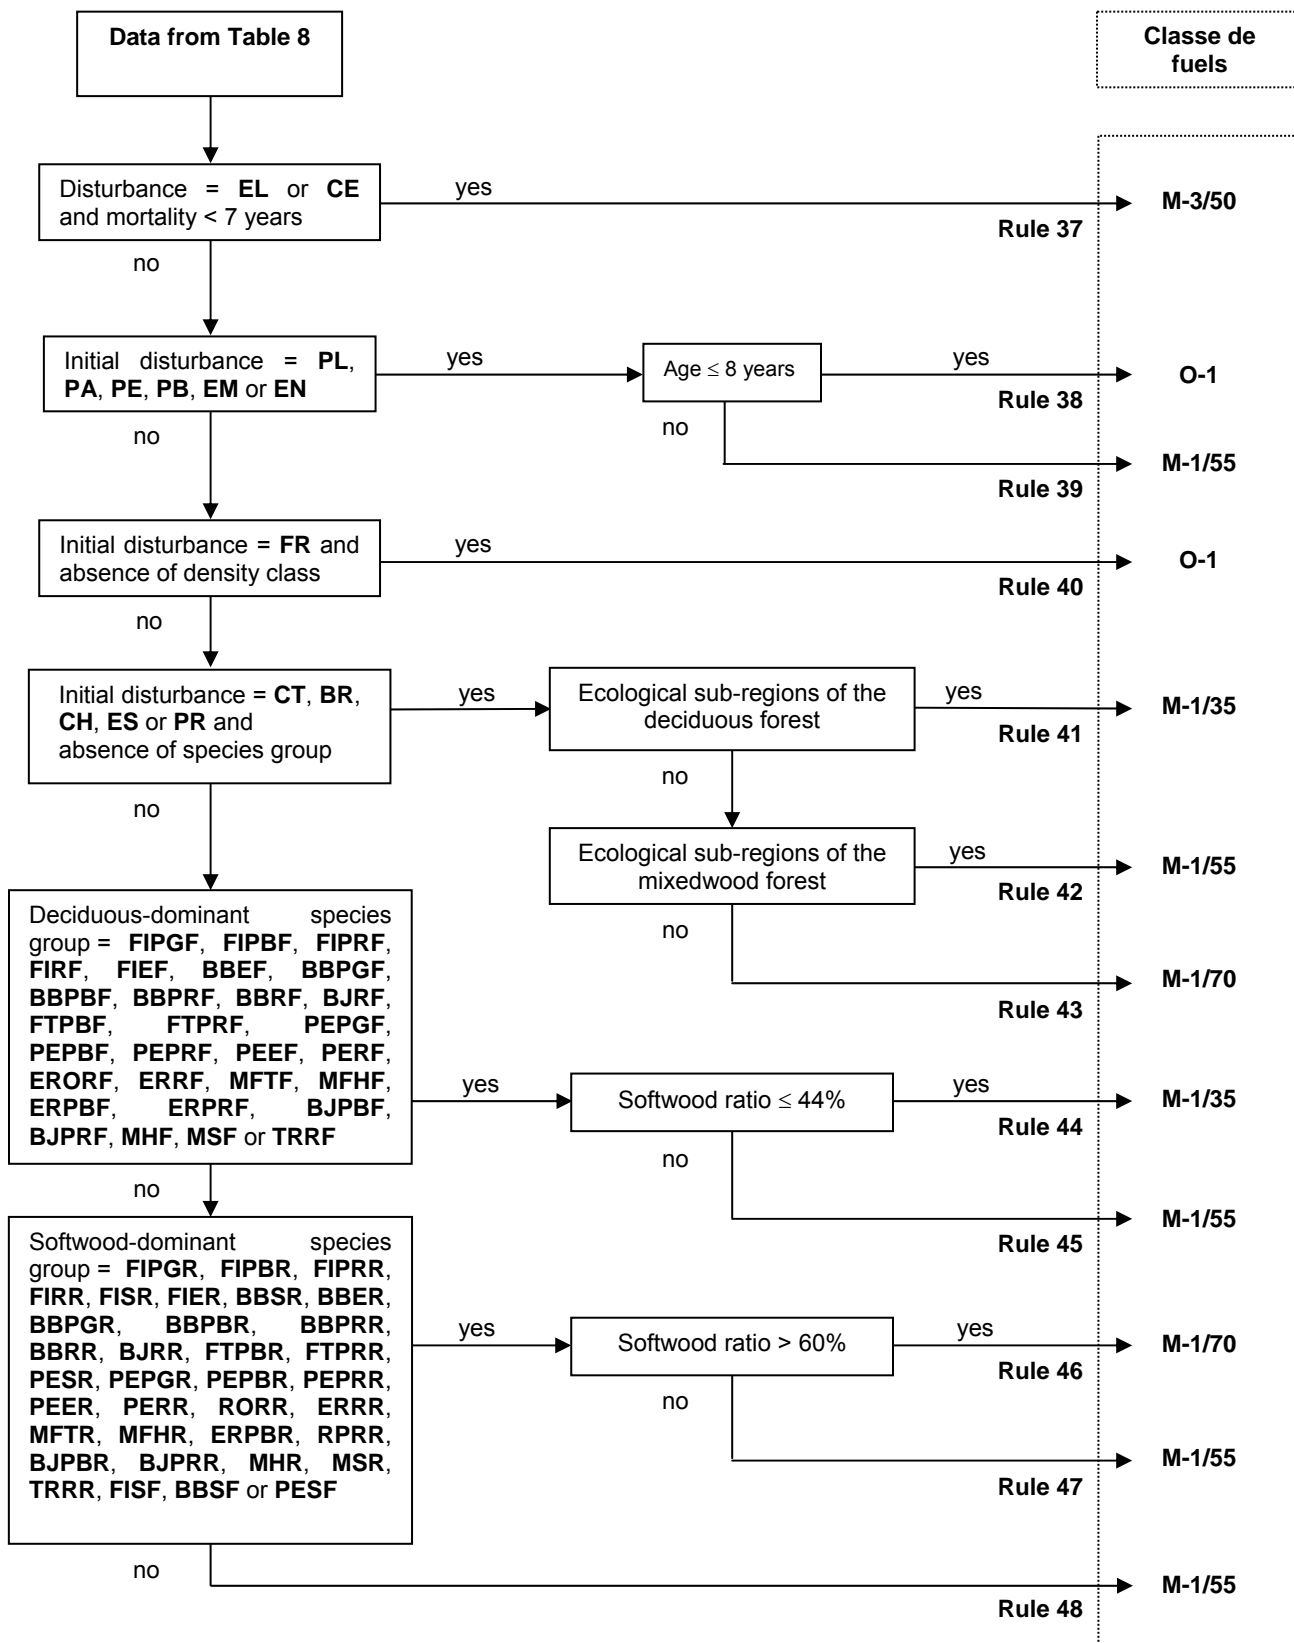 Data from Table 8
Classe de
fuels
Disturbance = EL or CE
and mortality < 7 years
yes
Rule 37
M-3/50
no
Initial disturbance = PL,
PA, PE, PB, EM or EN
yes
Age ≤ 8 years
yes
Rule 38
O-1
no
no
Rule 39
M-1/55
Initial disturbance = FR and
absence of density class
yes
Rule 40
O-1
no
Initial disturbance = CT, BR,
CH, ES or PR and
absence of species group
yes
Ecological sub-regions of the
deciduous forest
yes
Rule 41
M-1/35
no
no
Ecological sub-regions of the
mixedwood forest
yes
Rule 42
M-1/55
no
Rule 43
M-1/70
Deciduous-dominant species
group = FIPGF, FIPBF, FIPRF,
FIRF, FIEF, BBEF, BBPGF,
BBPBF, BBPRF, BBRF, BJRF,
FTPBF, FTPRF, PEPGF,
PEPBF, PEPRF, PEEF, PERF,
ERORF, ERRF, MFTF, MFHF,
ERPBF, ERPRF, BJPBF,
BJPRF, MHF, MSF or TRRF
yes
Softwood ratio ≤ 44%
yes
Rule 44
M-1/35
no
no
Rule 45
M-1/55
Softwood-dominant species
group = FIPGR, FIPBR, FIPRR,
FIRR, FISR, FIER, BBSR, BBER,
BBPGR, BBPBR, BBPRR,
BBRR, BJRR, FTPBR, FTPRR,
PESR, PEPGR, PEPBR, PEPRR,
PEER, PERR, RORR, ERRR,
MFTR, MFHR, ERPBR, RPRR,
BJPBR, BJPRR, MHR, MSR,
TRRR, FISF, BBSF or PESF
yes
Softwood ratio > 60%
yes
Rule 46
M-1/70
no
Rule 47
M-1/55
no
Rule 48
M-1/55